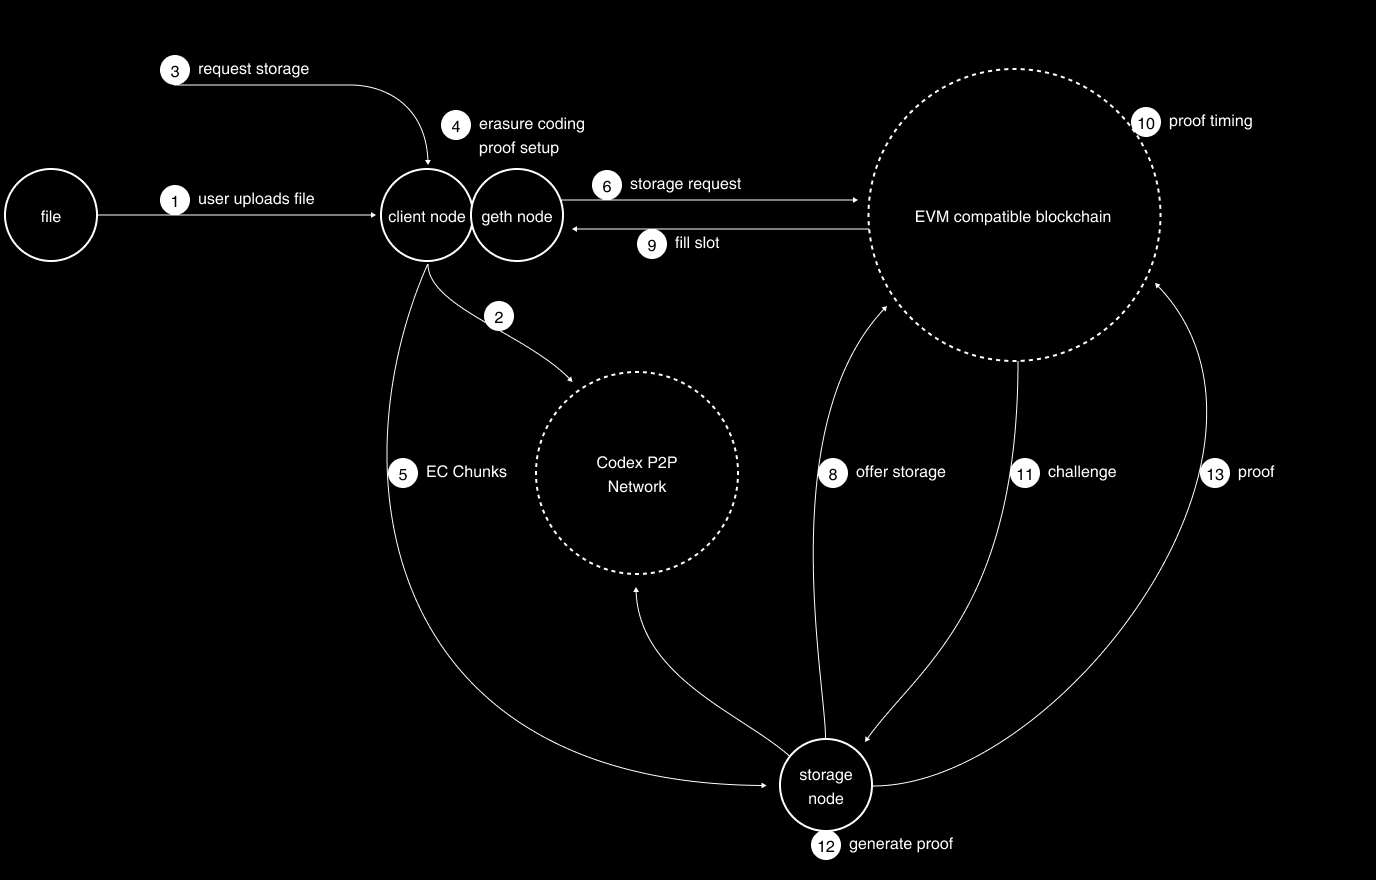 3 request storage
4 erasure coding
proof setup
10 proof timing
1 user uploads file
6 storage request
file
client node
geth node
EVM compatible blockchain
9 fill slot
2
Codex P2P
Network
5 EC Chunks
8 offer storage
11 challenge
13 proof
storage
node
12 generate proof